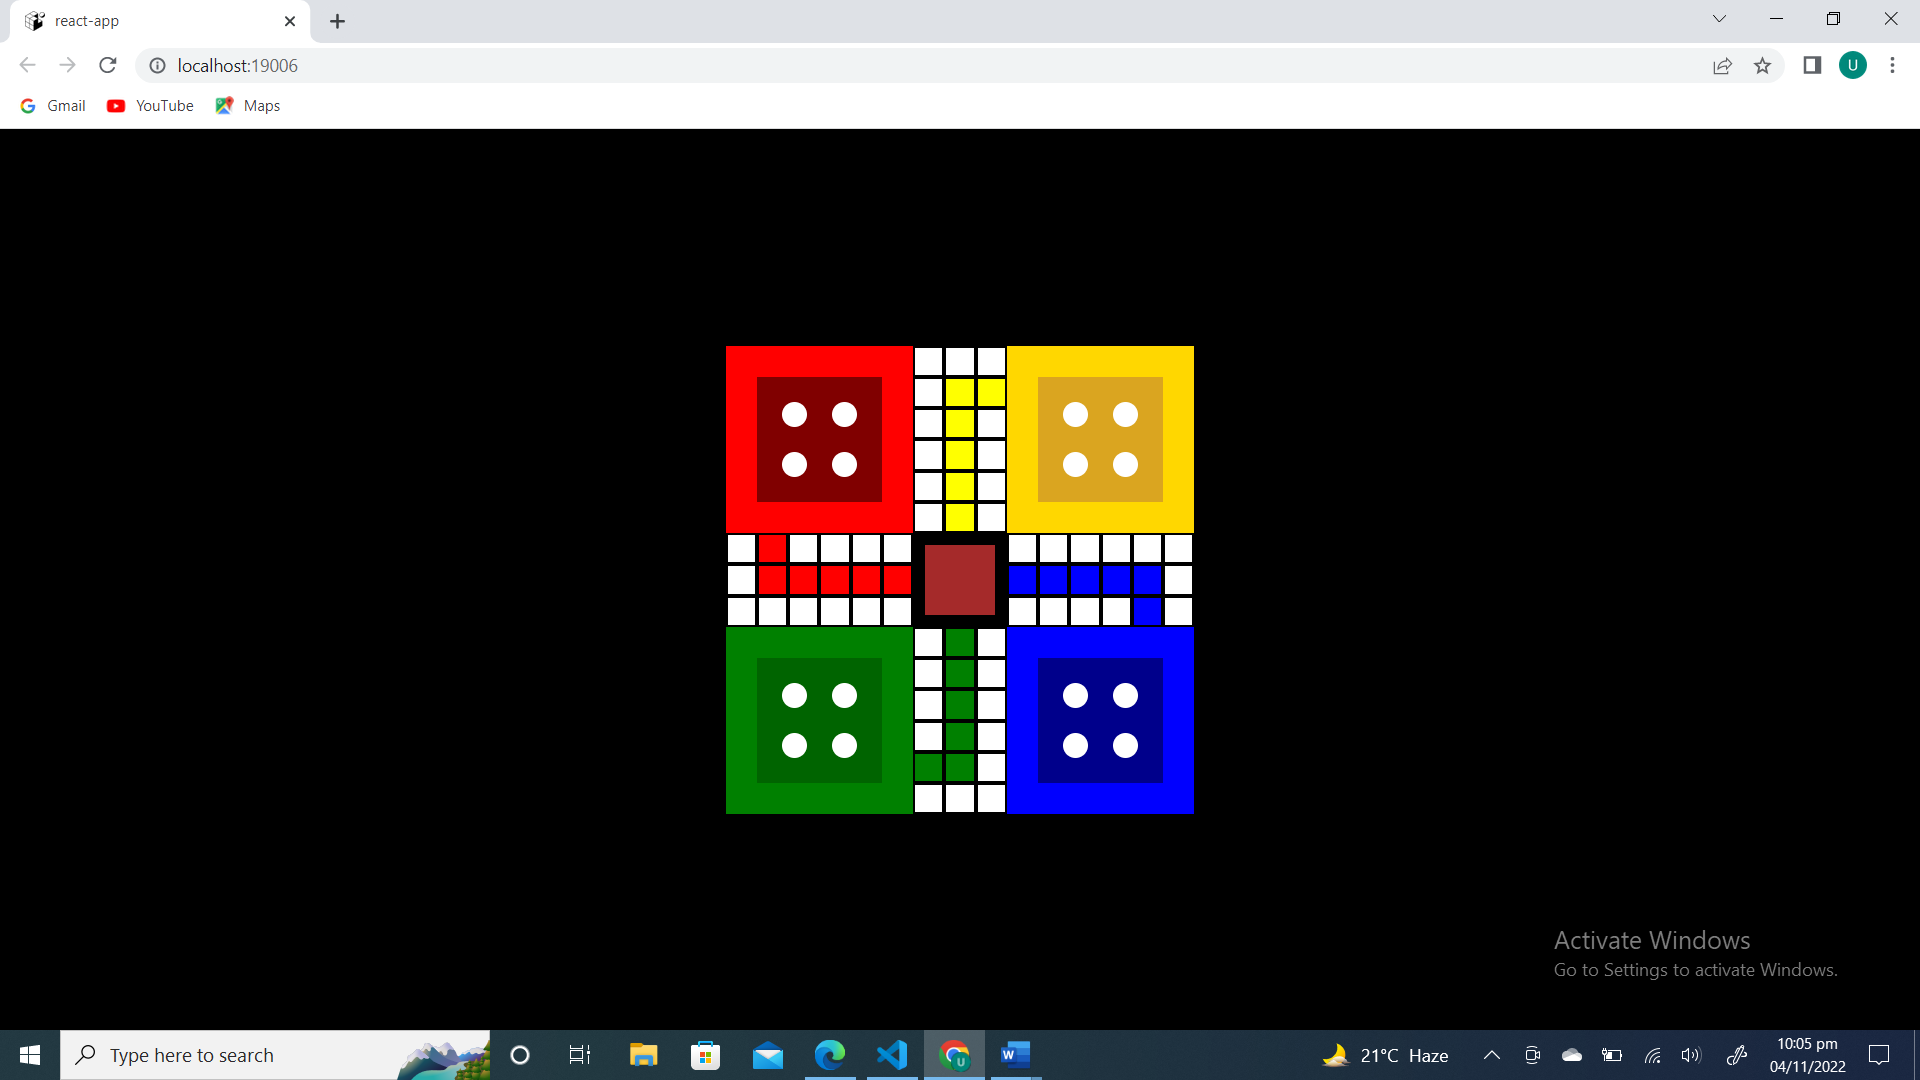 react-app
localhost:19006
U
Gmail
YouTube
Maps
Activate Windows
Go to Settings to activate Windows.
Type here to search
21°C Haze
10:05 pm
04/11/2022